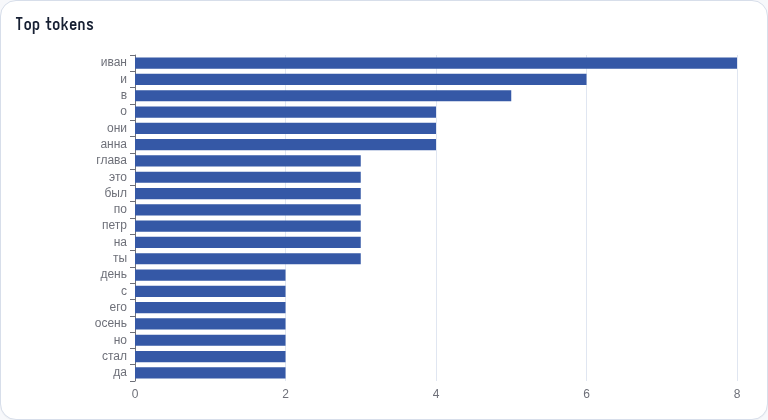 Top tokens
иван
и
в
о
они
анна
глава
это
был
по
петр
на
ты
день
с
его
осень
но
стал
да
0 2 4 6 8